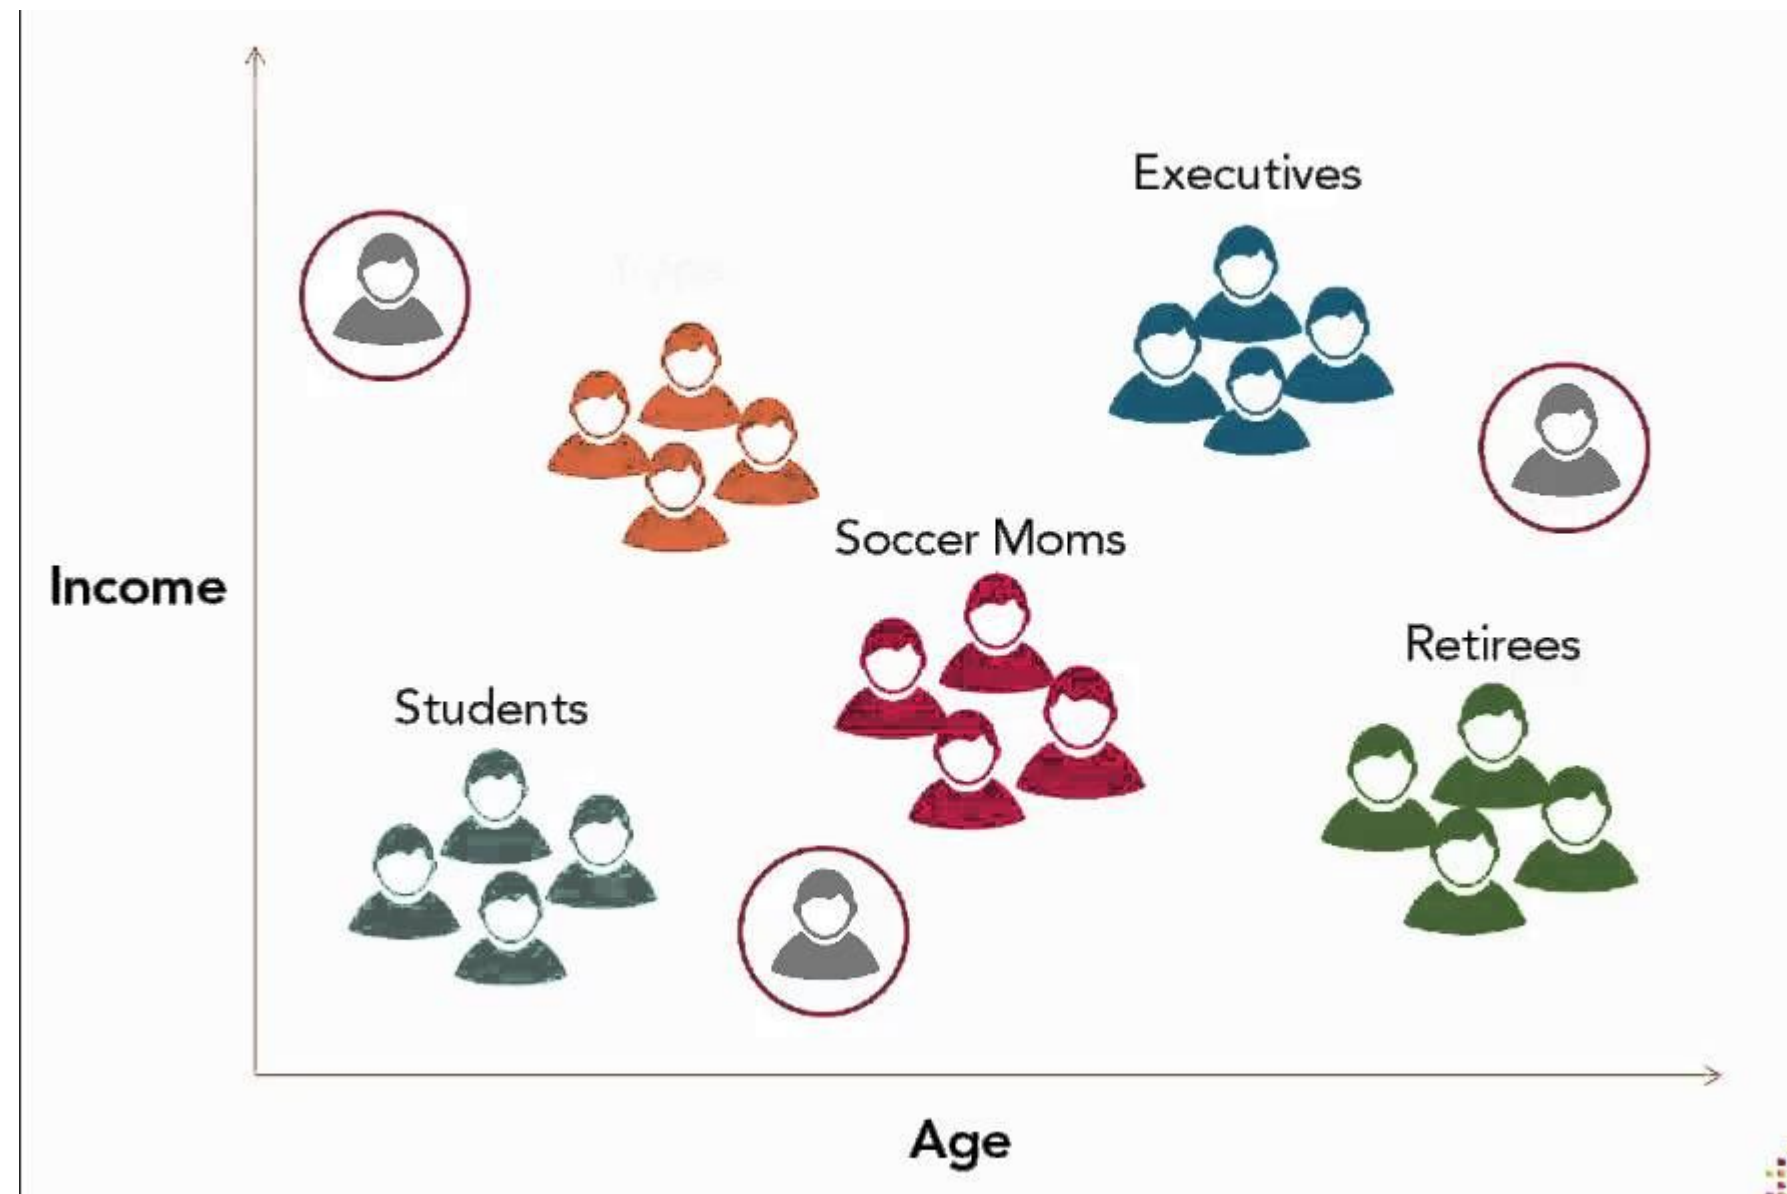 Executives
Soccer Moms
Income
Retirees
Students
Age